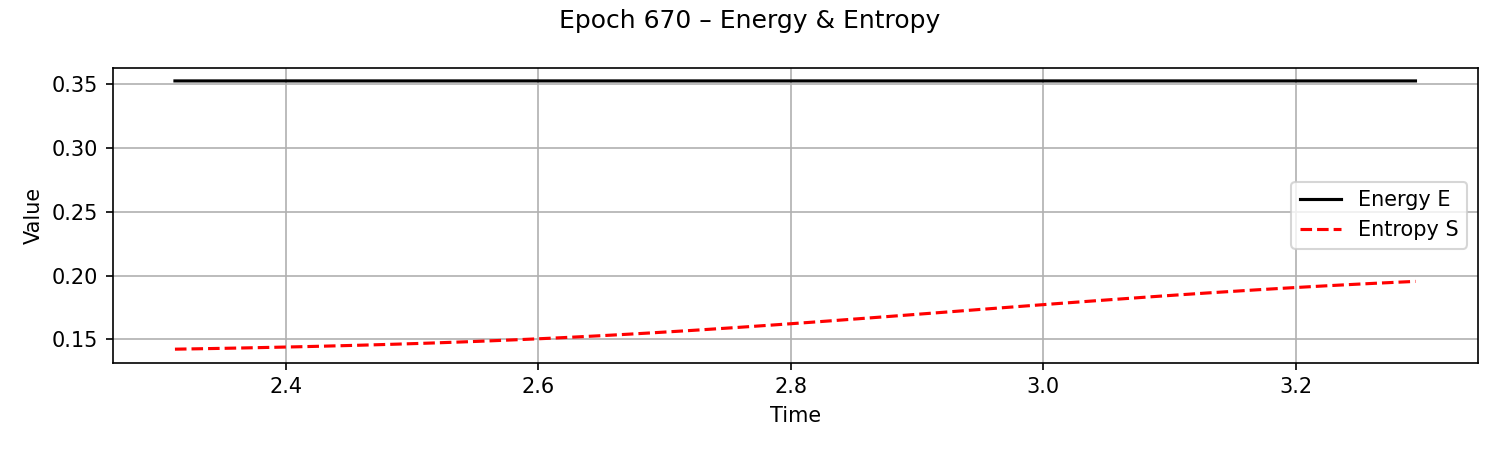 Epoch 670 – Energy & Entropy
Value
0.35
0.30
0.25
0.20
0.15
Energy E
Entropy S
2.4 2.6 2.8 3.0 3.2
Time